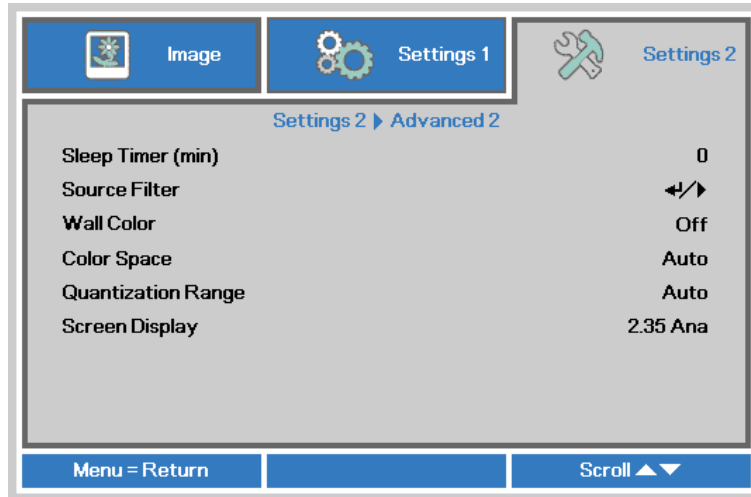 Image
Settings 1
Settings 2
Settings 2 ▶ Advanced 2
Sleep Timer (min) 0
Source Filter ↵/▶
Wall Color Off
Color Space Auto
Quantization Range Auto
Screen Display 2.35 Ana
Menu = Return
Scroll ▲▼